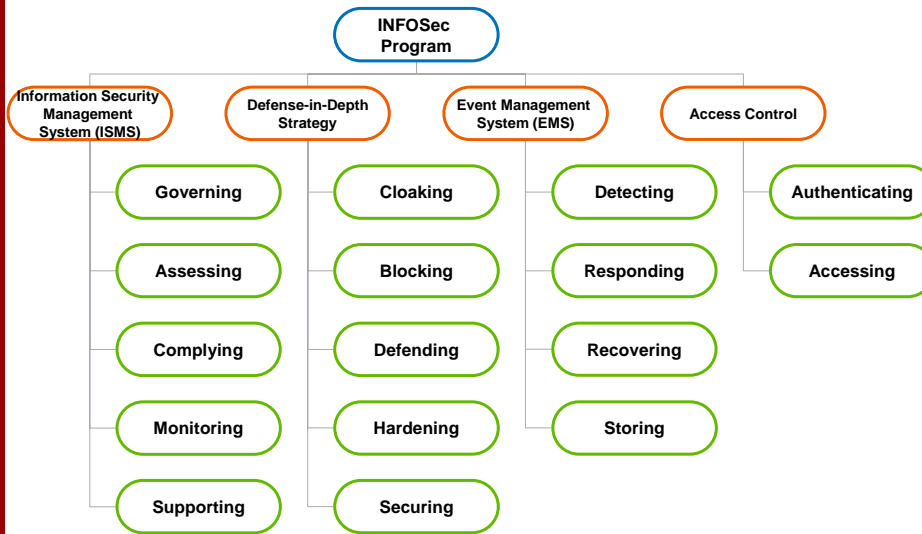 INFOSec
Program
Information Security
Management
System (ISMS)
Defense-in-Depth
Strategy
Event Management
System (EMS)
Access Control
Governing
Cloaking
Detecting
Authenticating
Assessing
Blocking
Responding
Accessing
Complying
Defending
Recovering
Monitoring
Hardening
Storing
Supporting
Securing